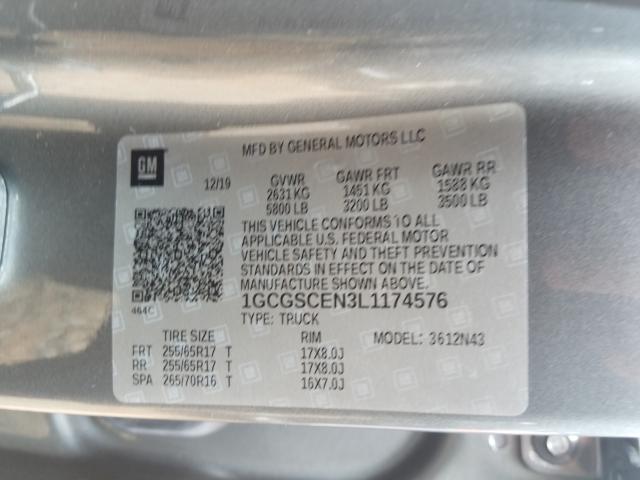 MFD BY GENERAL MOTORS LLC
GM
12/19
GVWR GAWR FRT GAWR RR
2631 KG 1451 KG 1588 KG
5800 LB 3200 LB 3500 LB
THIS VEHICLE CONFORMS TO ALL
APPLICABLE U.S. FEDERAL MOTOR
VEHICLE SAFETY AND THEFT PREVENTION
STANDARDS IN EFFECT ON THE DATE OF
MANUFACTURE SHOWN ABOVE.
464C
1GCGSCEN3L1174576
TYPE: TRUCK MODEL: 3612N43
TIRE SIZE RIM
FRT 255/65R17 T 17X8.0J
RR 255/65R17 T 17X8.0J
SPA 265/70R16 T 16X7.0J